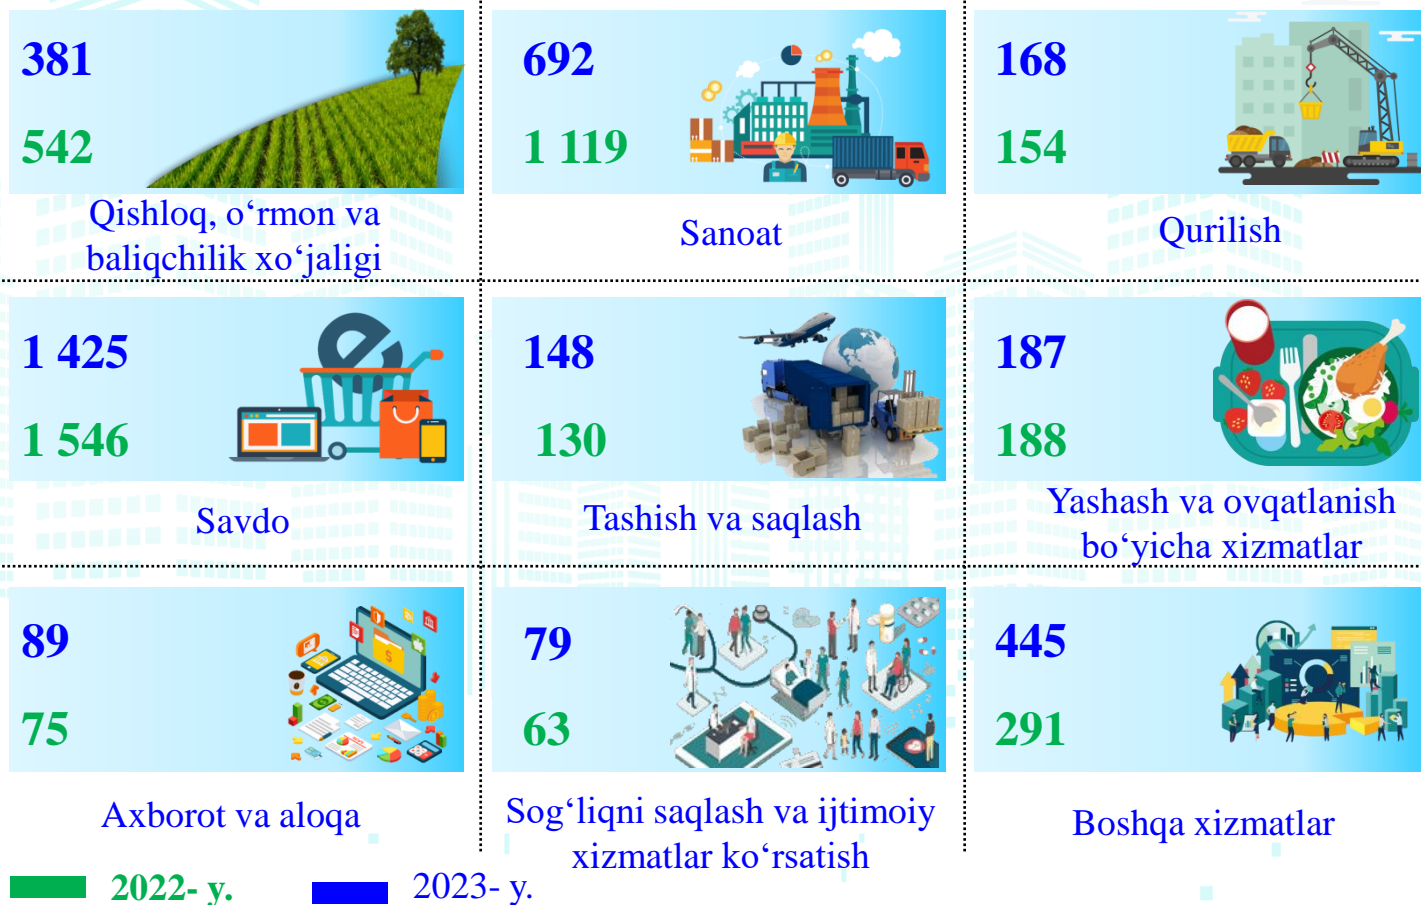 381
542
Qishloq, o‘rmon va
baliqchilik xo‘jaligi
692
1 119
Sanoat
168
154
Qurilish
1 425
1 546
Savdo
148
130
Tashish va saqlash
187
188
Yashash va ovqatlanish
bo‘yicha xizmatlar
89
75
Axborot va aloqa
79
63
Sog‘liqni saqlash va ijtimoiy
xizmatlar ko‘rsatish
445
291
Boshqa xizmatlar
2022- y.
2023- y.